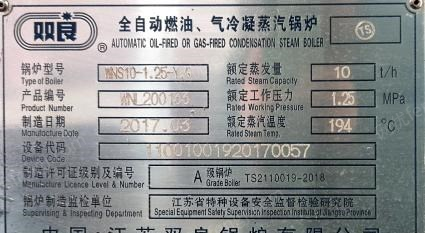 双良
®
全自动燃油、气冷凝蒸汽锅炉
15
AUTOMATIC OIL-FIRED OR GAS-FIRED CONDENSATION STEAM BOILER
锅炉型号 WNS10-1.25-Y.Q 额定蒸发量 10 t/h
Type of Boiler Rated Steam Capacity
产品编号 额定工作压力 1.25 MPa
Product Number Rated Working Pressure
制造日期 2017.03 额定蒸汽温度 194 ℃
Manufacture Date Rated Steam Temp.
设备代码 11001001920170057
Device Code
制造许可证级别及编号 A 级锅炉 TS2110019-2018
Manufacture Licence Level & Number Grade Boiler
锅炉制造监检单位 江苏省特种设备安全监督检验研究院
Supervising & Inspecting Department Special Equipment Safety Supervision Inspection Institute of Jiangsu Province